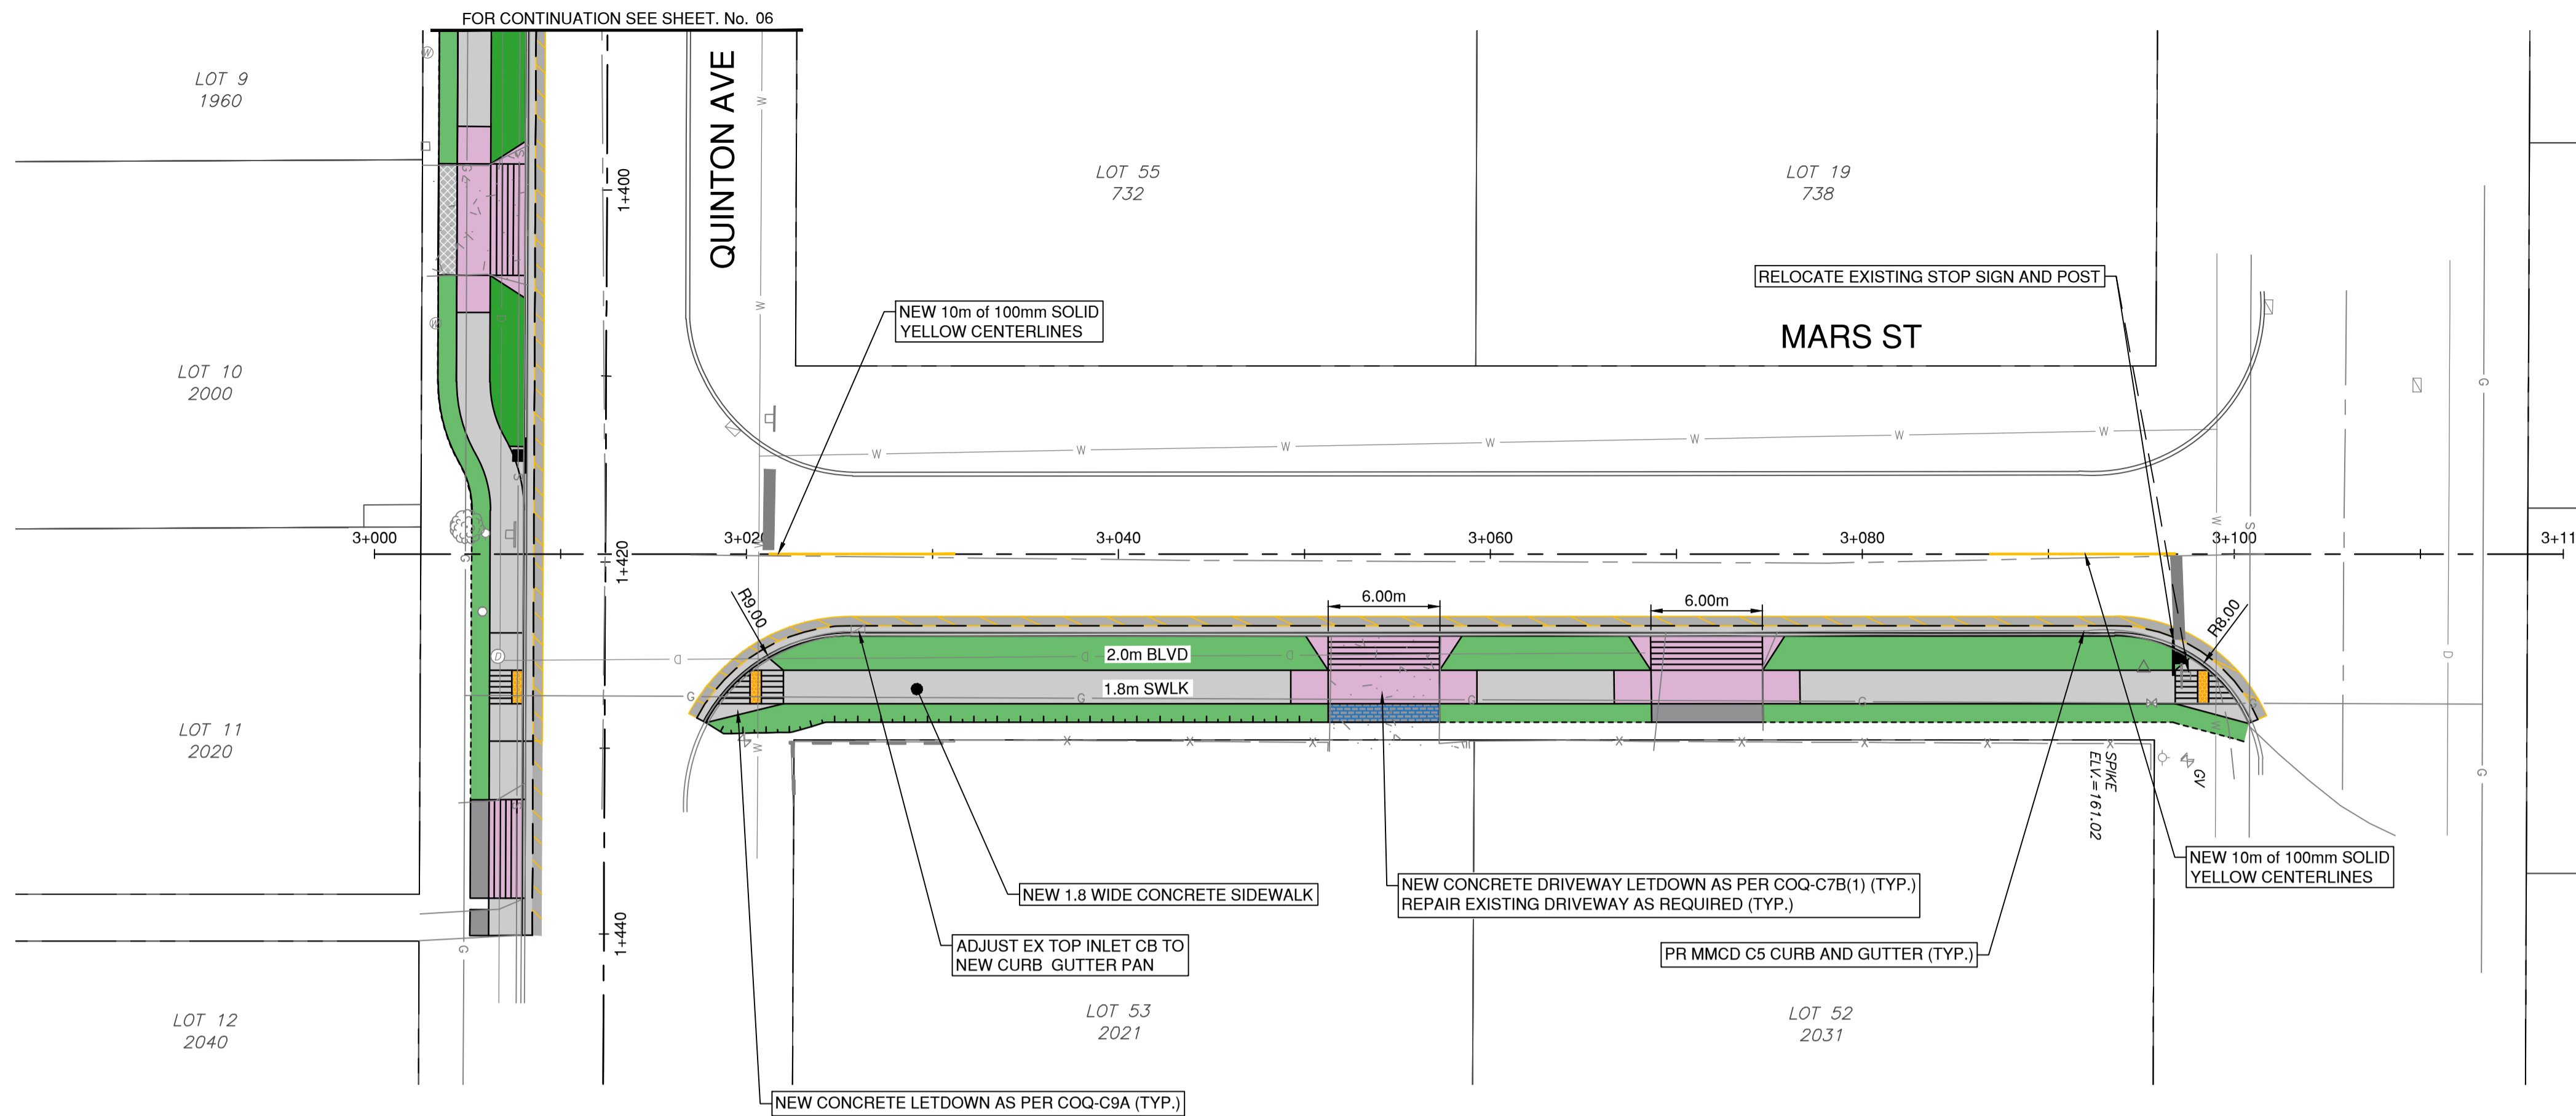 FOR CONTINUATION SEE SHEET. No. 06
LOT 9
1960
QUINTON AVE
1+400
LOT 55
732
LOT 19
738
RELOCATE EXISTING STOP SIGN AND POST
NEW 10m of 100mm SOLID
YELLOW CENTERLINES
MARS ST
LOT 10
2000
3+000
3+020
3+040
3+060
3+080
3+100
3+11
1+420
R9.00
6.00m
6.00m
R8.00
2.0m BLVD
1.8m SWLK
LOT 11
2020
SPIKE
ELV.=161.02
GV
NEW 10m of 100mm SOLID
YELLOW CENTERLINES
NEW 1.8 WIDE CONCRETE SIDEWALK
NEW CONCRETE DRIVEWAY LETDOWN AS PER COQ-C7B(1) (TYP.)
REPAIR EXISTING DRIVEWAY AS REQUIRED (TYP.)
1+440
ADJUST EX TOP INLET CB TO
NEW CURB GUTTER PAN
PR MMCD C5 CURB AND GUTTER (TYP.)
LOT 12
2040
LOT 53
2021
LOT 52
2031
NEW CONCRETE LETDOWN AS PER COQ-C9A (TYP.)